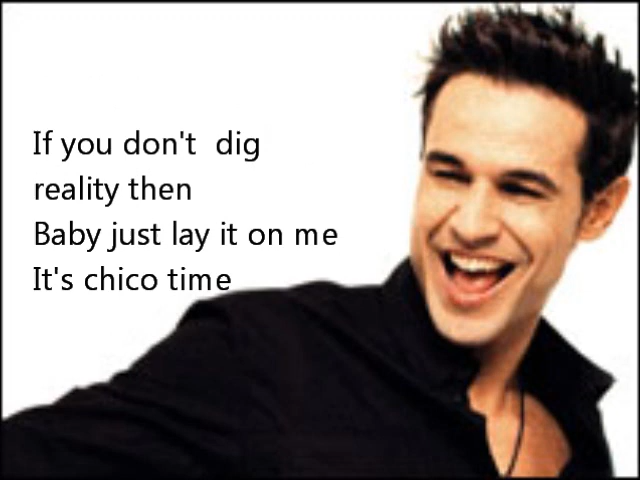 If you don't  dig
reality then
Baby just lay it on me
It's chico time